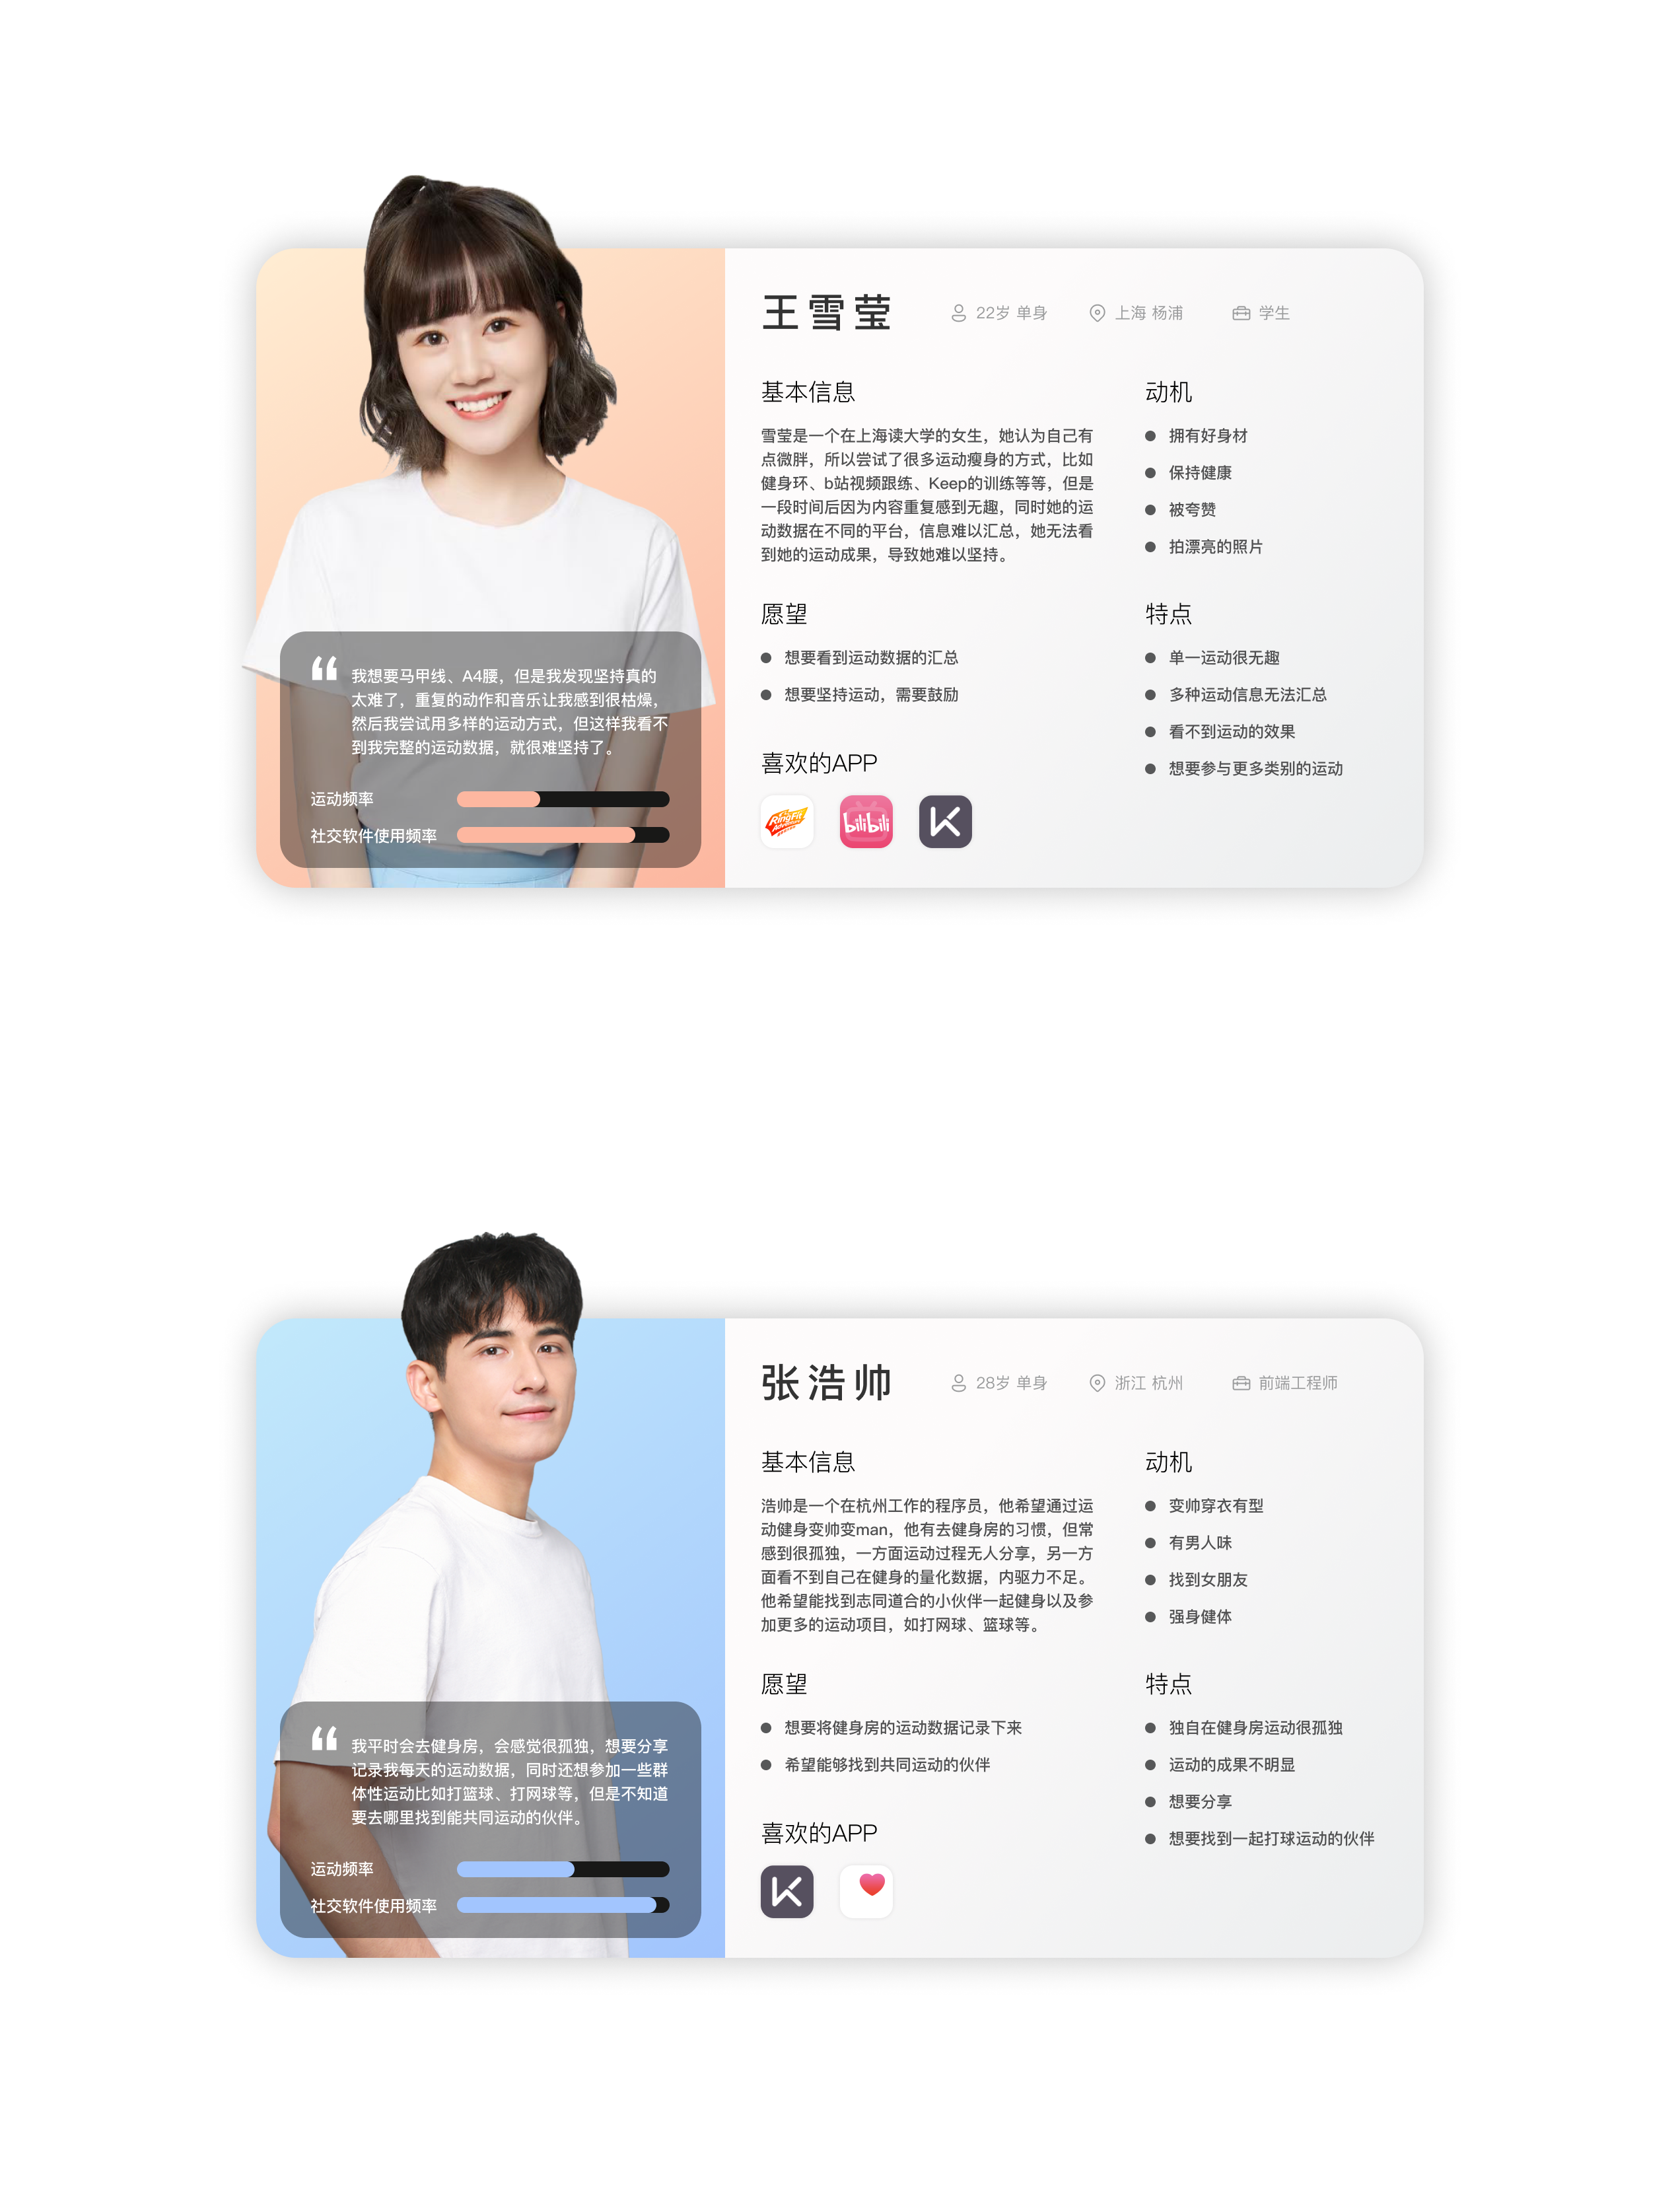 王雪莹
22岁 单身
上海 杨浦
学生
基本信息
雪莹是一个在上海读大学的女生，她认为自己有
点微胖，所以尝试了很多运动瘦身的方式，比如
健身环、b站视频跟练、Keep的训练等等，但是
一段时间后因为内容重复感到无趣，同时她的运
动数据在不同的平台，信息难以汇总，她无法看
到她的运动成果，导致她难以坚持。
动机
拥有好身材
保持健康
被夸赞
拍漂亮的照片
愿望
想要看到运动数据的汇总
想要坚持运动，需要鼓励
特点
单一运动很无趣
多种运动信息无法汇总
看不到运动的效果
想要参与更多类别的运动
喜欢的APP
RingFit
Adventure
bilibili
“我想要马甲线、A4腰，但是我发现坚持真的
太难了，重复的动作和音乐让我感到很枯燥，
然后我尝试用多样的运动方式，但这样我看不
到我完整的运动数据，就很难坚持了。
运动频率
社交软件使用频率
张浩帅
28岁 单身
浙江 杭州
前端工程师
基本信息
浩帅是一个在杭州工作的程序员，他希望通过运
动健身变帅变man，他有去健身房的习惯，但常
感到很孤独，一方面运动过程无人分享，另一方
面看不到自己在健身的量化数据，内驱力不足。
他希望能找到志同道合的小伙伴一起健身以及参
加更多的运动项目，如打网球、篮球等。
动机
变帅穿衣有型
有男人味
找到女朋友
强身健体
愿望
想要将健身房的运动数据记录下来
希望能够找到共同运动的伙伴
特点
独自在健身房运动很孤独
运动的成果不明显
想要分享
想要找到一起打球运动的伙伴
喜欢的APP
“我平时会去健身房，会感觉很孤独，想要分享
记录我每天的运动数据，同时还想参加一些群
体性运动比如打篮球、打网球等，但是不知道
要去哪里找到能共同运动的伙伴。
运动频率
社交软件使用频率